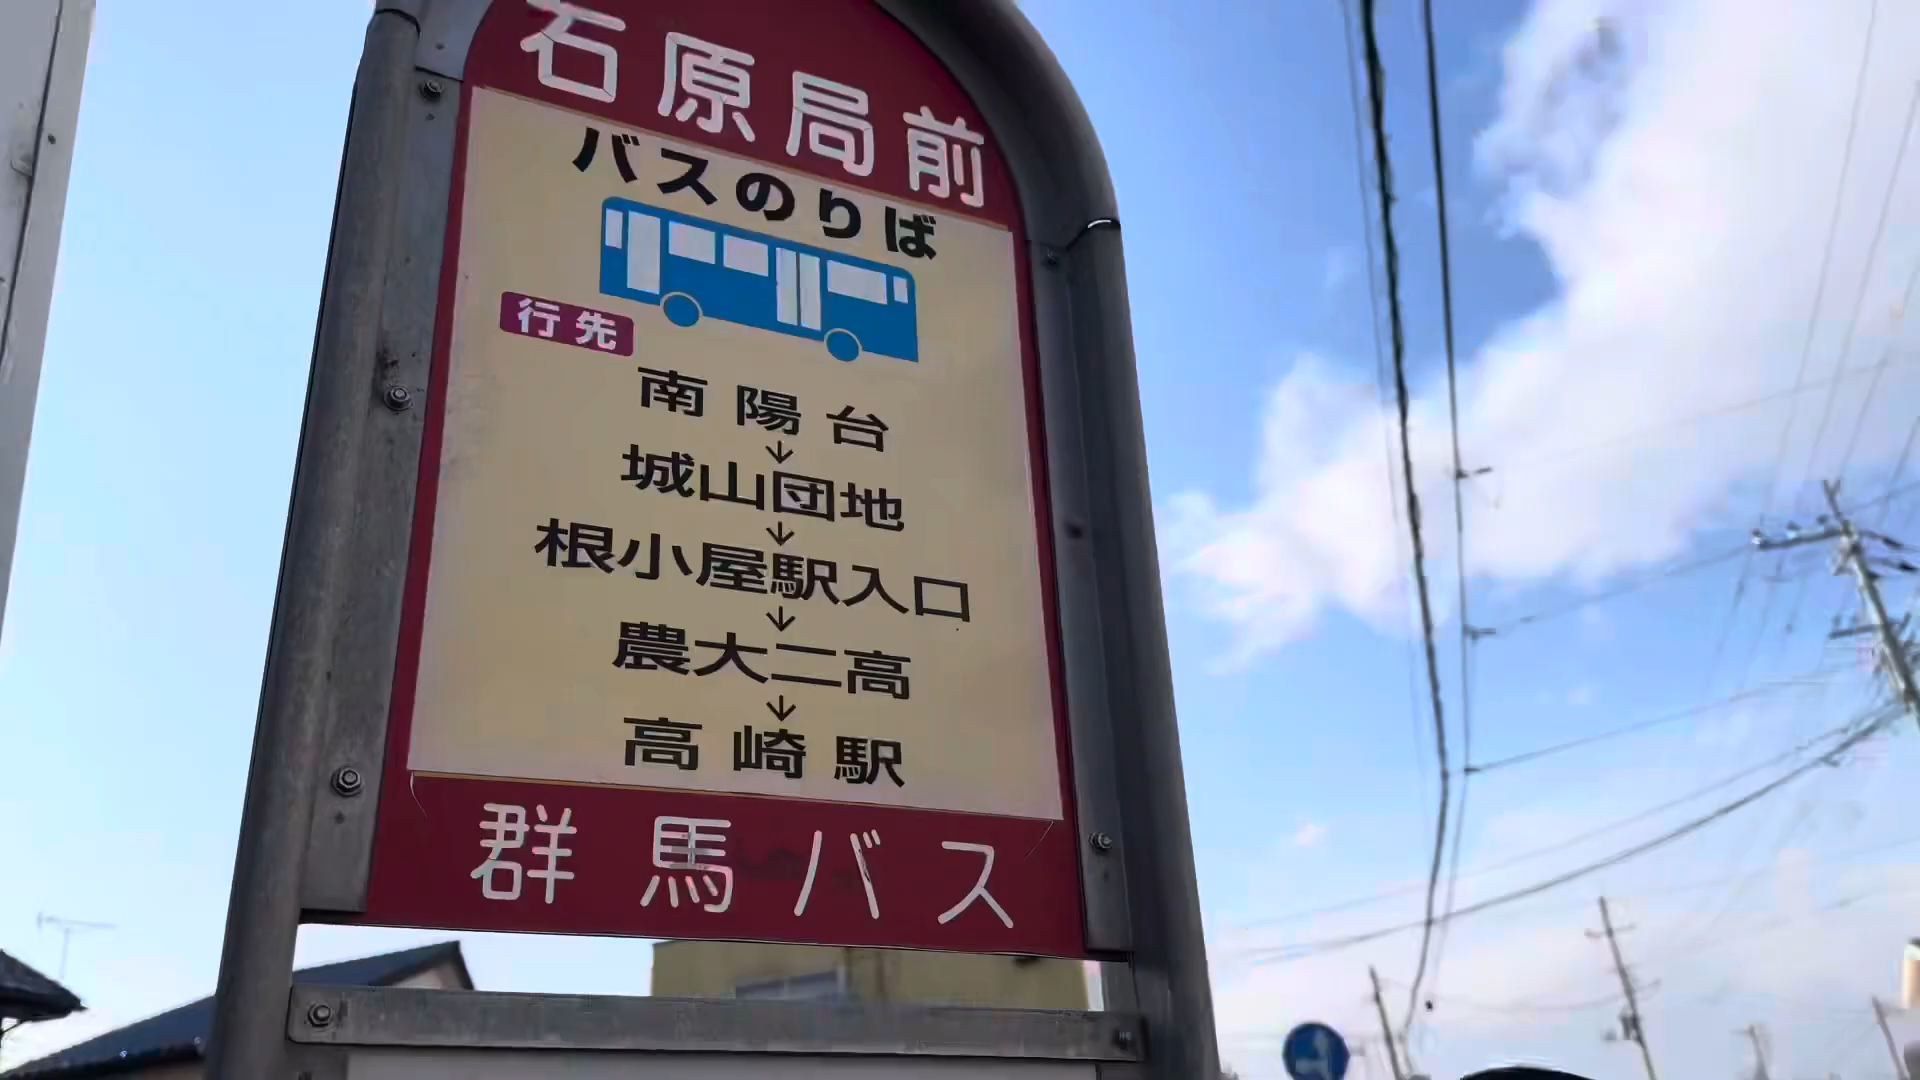 石原局前
バスのりば
行先
南陽台
↓
城山団地
↓
根小屋駅入口
↓
農大二高
↓
高崎駅
群馬バス